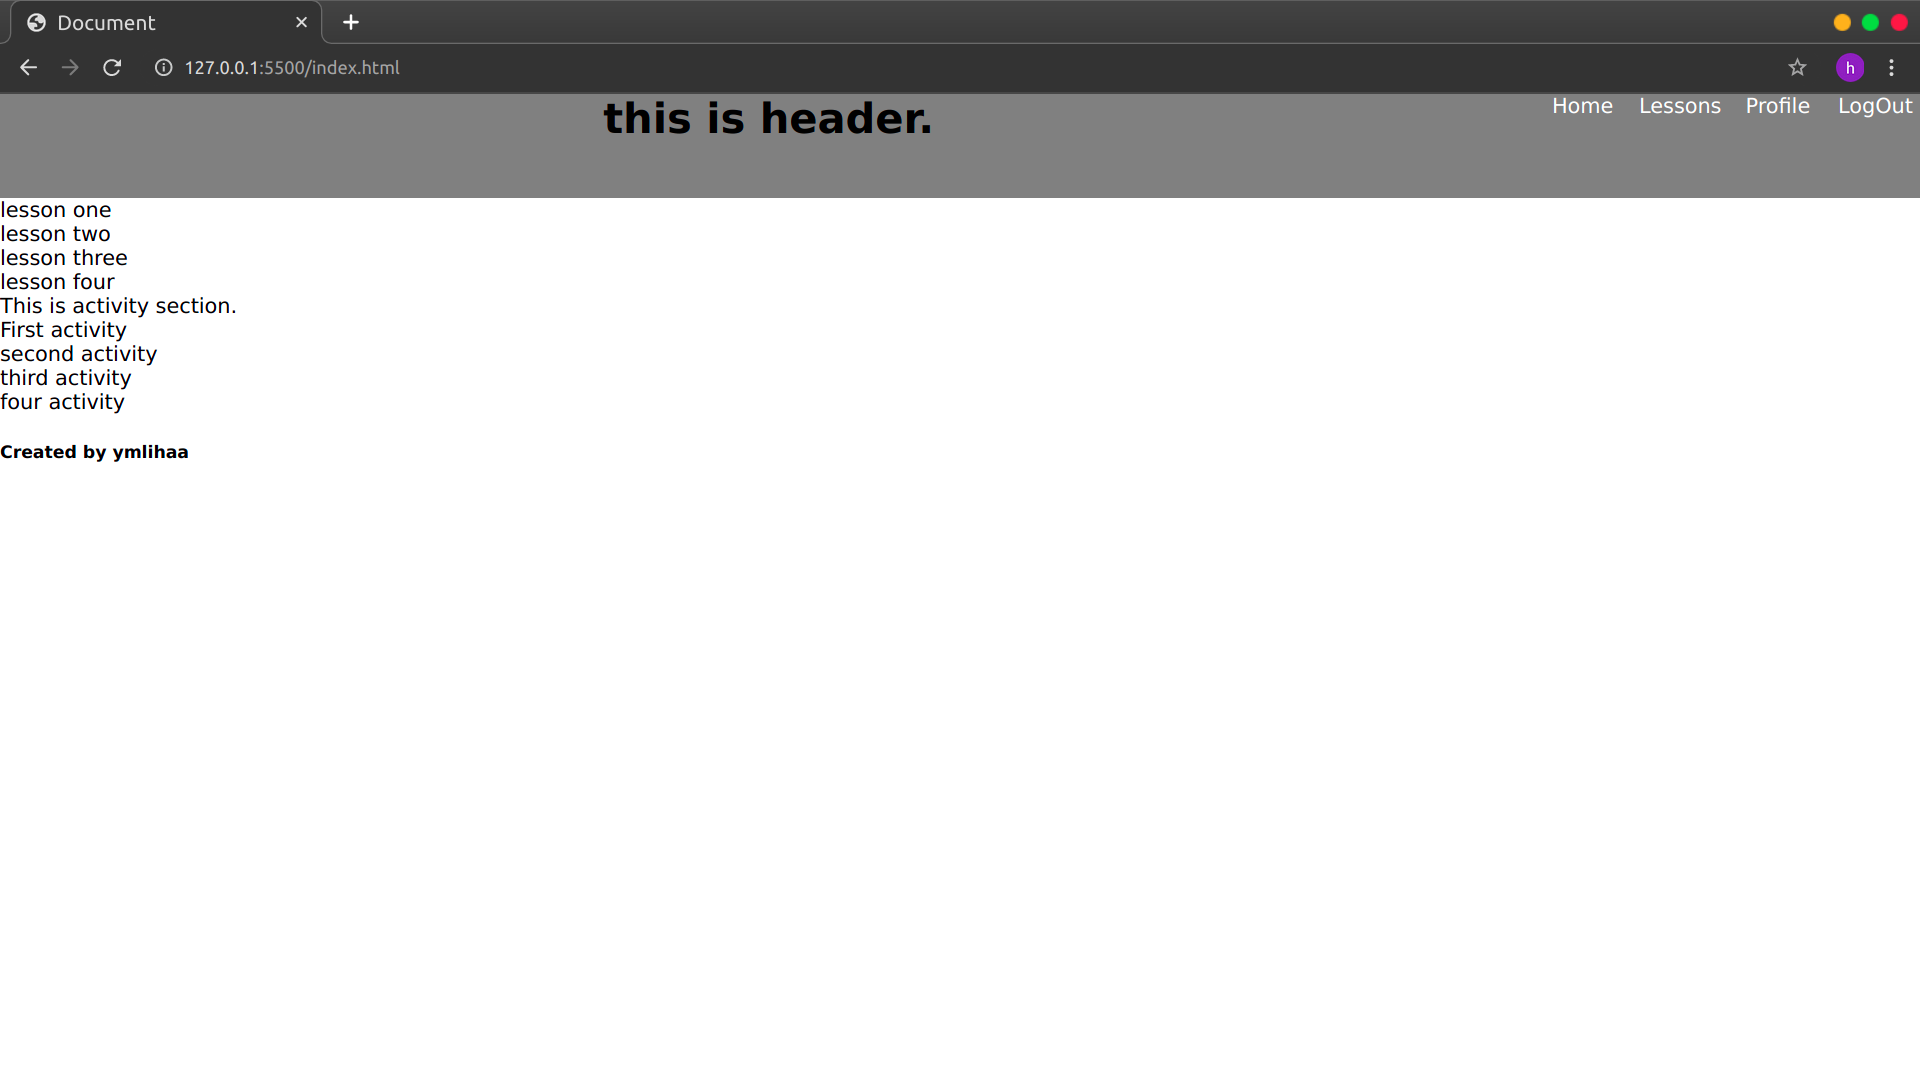 Document
127.0.0.1:5500/index.html
h
this is header.
Home Lessons Profile LogOut
lesson one
lesson two
lesson three
lesson four
This is activity section.
First activity
second activity
third activity
four activity
Created by ymlihaa